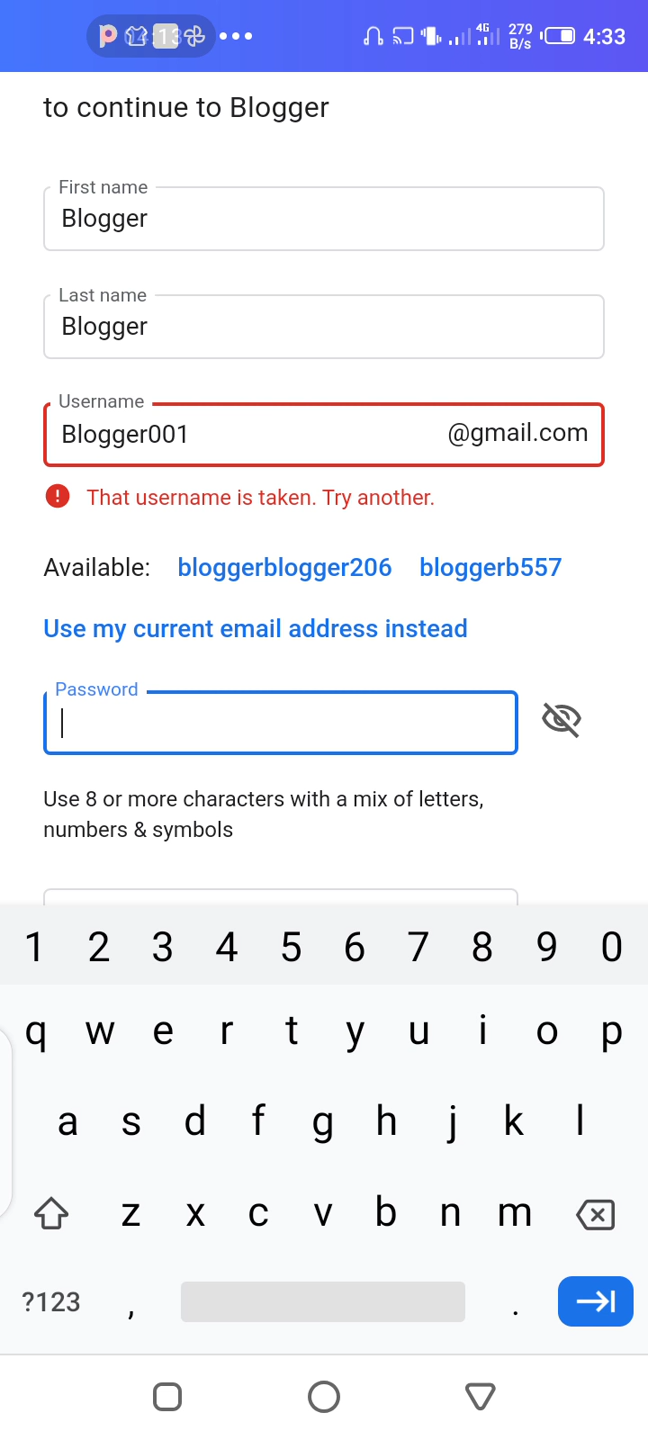 4G 279 B/s 4:33
to continue to Blogger
First name
Blogger
Last name
Blogger
Username
Blogger001 @gmail.com
That username is taken. Try another.
Available: bloggerblogger206 bloggerb557
Use my current email address instead
Password
Use 8 or more characters with a mix of letters,
numbers & symbols
1 2 3 4 5 6 7 8 9 0
q w e r t y u i o p
a s d f g h j k l
z x c v b n m
?123 , .